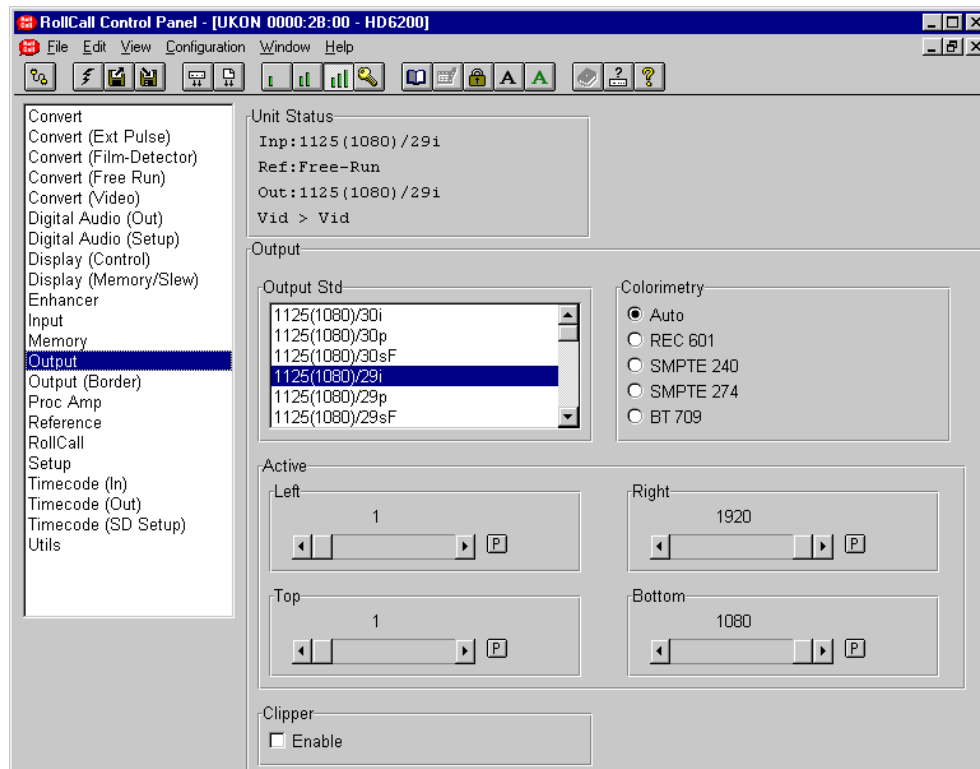 RollCall Control Panel - [UKON 0000:2B:00 - HD6200]
File Edit View Configuration Window Help
A A
Convert
Convert (Ext Pulse)
Convert (Film-Detector)
Convert (Free Run)
Convert (Video)
Digital Audio (Out)
Digital Audio (Setup)
Display (Control)
Display (Memory/Slew)
Enhancer
Input
Memory
Output
Output (Border)
Proc Amp
Reference
RollCall
Setup
Timecode (In)
Timecode (Out)
Timecode (SD Setup)
Utils
Unit Status
Inp:1125(1080)/29i
Ref:Free-Run
Out:1125(1080)/29i
Vid > Vid
Output
Output Std
1125(1080)/30i
1125(1080)/30p
1125(1080)/30sF
1125(1080)/29i
1125(1080)/29p
1125(1080)/29sF
Colorimetry
Auto
REC 601
SMPTE 240
SMPTE 274
BT 709
Active
Left
1
P
Right
1920
P
Top
1
P
Bottom
1080
P
Clipper
Enable